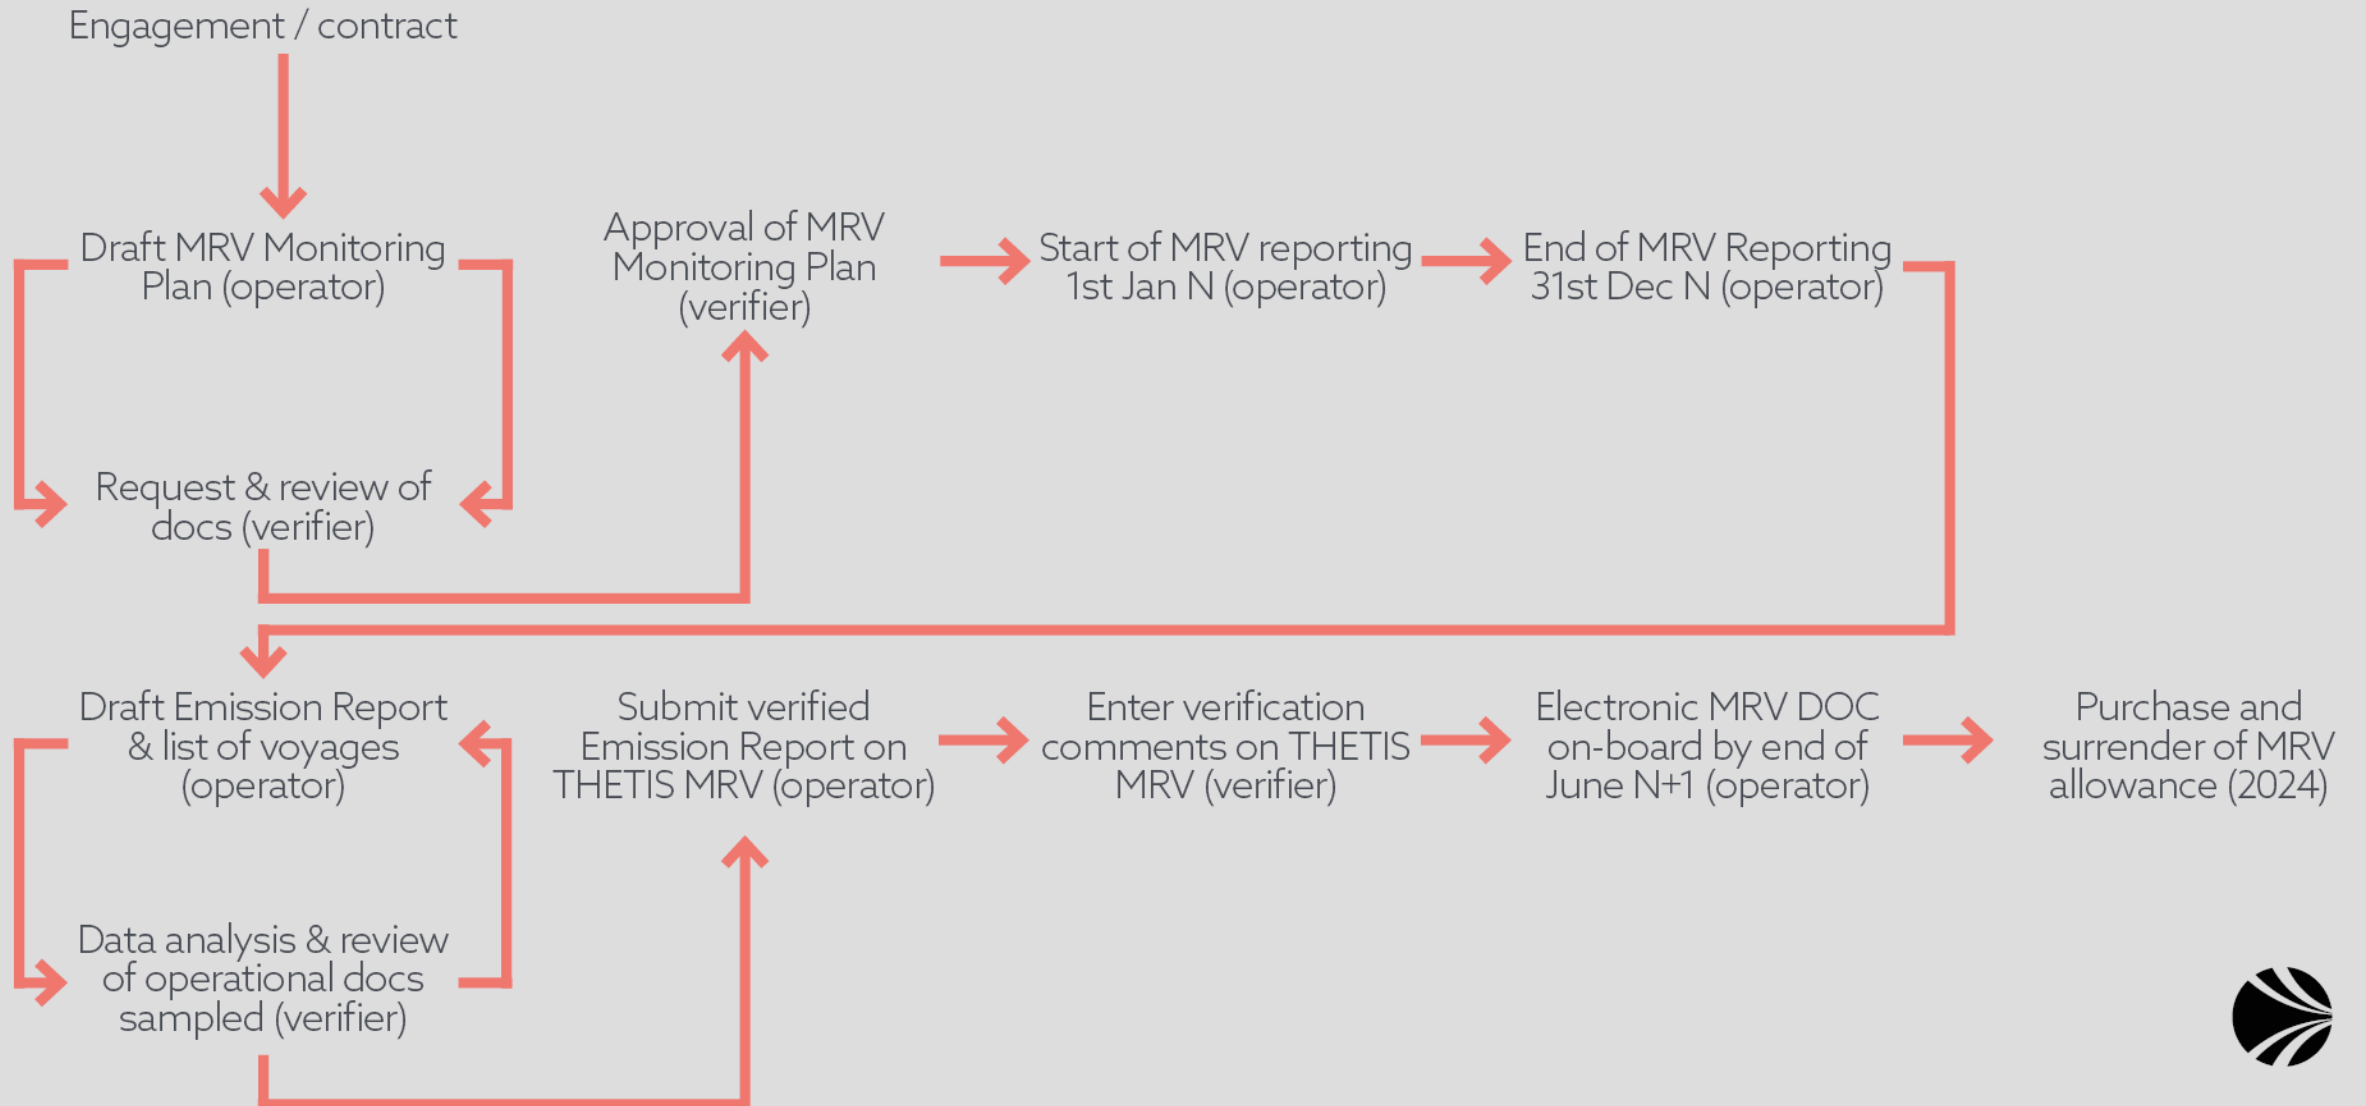 Engagement / contract
Draft MRV Monitoring
Plan (operator)
Request & review of
docs (verifier)
Approval of MRV
Monitoring Plan
(verifier)
Start of MRV reporting
1st Jan N (operator)
End of MRV Reporting
31st Dec N (operator)
Draft Emission Report
& list of voyages
(operator)
Data analysis & review
of operational docs
sampled (verifier)
Submit verified
Emission Report on
THETIS MRV (operator)
Enter verification
comments on THETIS
MRV (verifier)
Electronic MRV DOC
on-board by end of
June N+1 (operator)
Purchase and
surrender of MRV
allowance (2024)